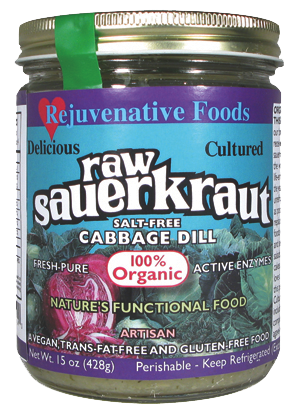 Rejuvenative Foods
Delicious Cultured
raw
sauerkraut
SALT-FREE
CABBAGE DILL
FRESH-PURE 100% Organic ACTIVE ENZYMES
NATURE'S FUNCTIONAL FOOD
ARTISAN
A VEGAN, TRANS-FAT-FREE AND GLUTEN-FREE FOOD
Net Wt. 15 oz (428g) Perishable - Keep Refrigerated